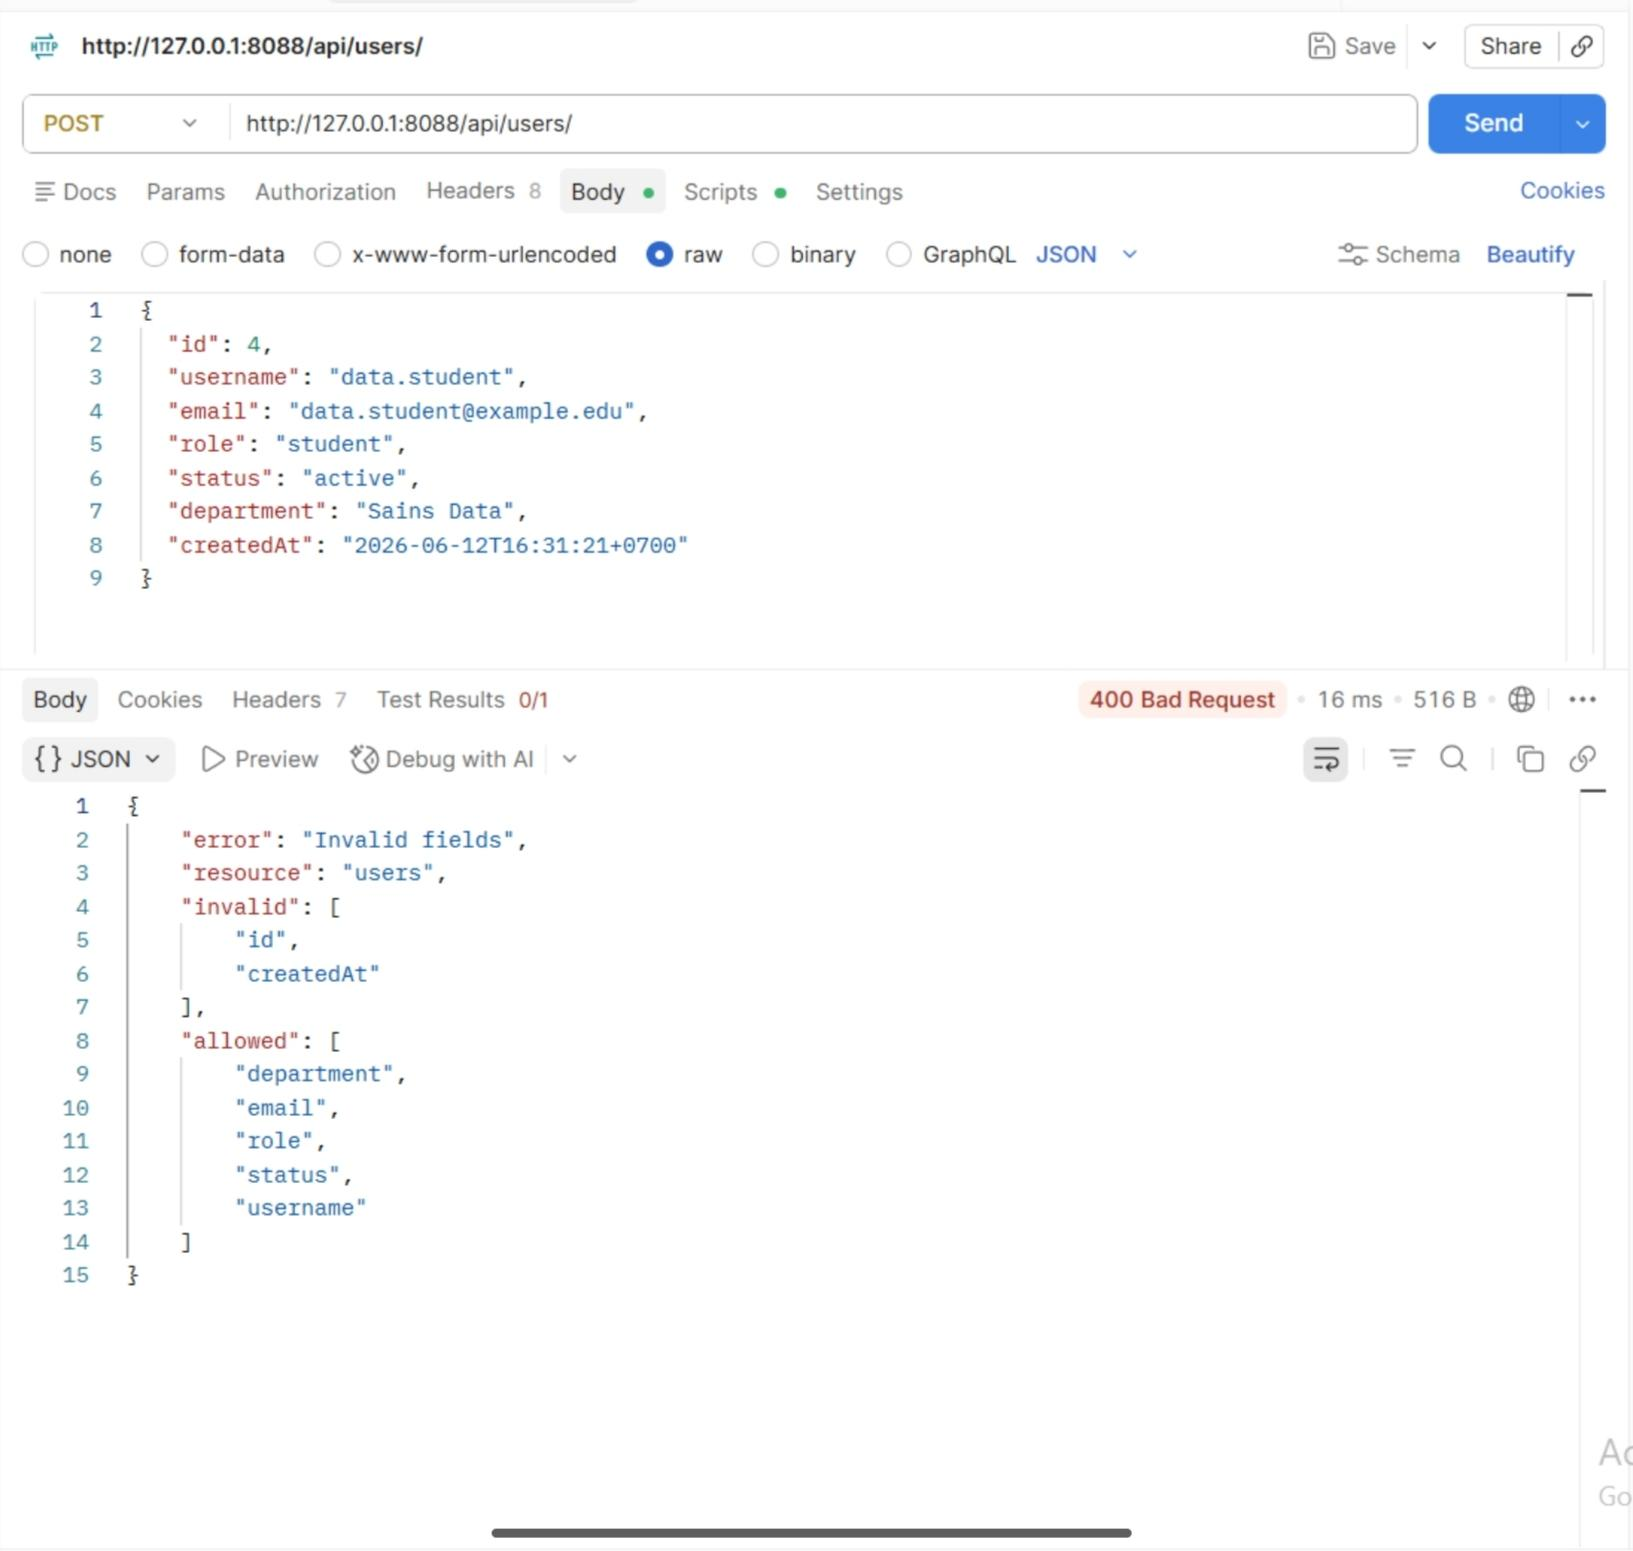 HTTP http://127.0.0.1:8088/api/users/ Save Share
POST http://127.0.0.1:8088/api/users/ Send
Docs Params Authorization Headers 8 Body Scripts Settings Cookies
none form-data x-www-form-urlencoded raw binary GraphQL JSON Schema Beautify
1 {
2 "id": 4,
3 "username": "data.student",
4 "email": "data.student@example.edu",
5 "role": "student",
6 "status": "active",
7 "department": "Sains Data",
8 "createdAt": "2026-06-12T16:31:21+0700"
9 }
Body Cookies Headers 7 Test Results 0/1 400 Bad Request • 16 ms • 516 B •
{} JSON Preview Debug with AI
1 {
2 "error": "Invalid fields",
3 "resource": "users",
4 "invalid": [
5 "id",
6 "createdAt"
7 ],
8 "allowed": [
9 "department",
10 "email",
11 "role",
12 "status",
13 "username"
14 ]
15 }